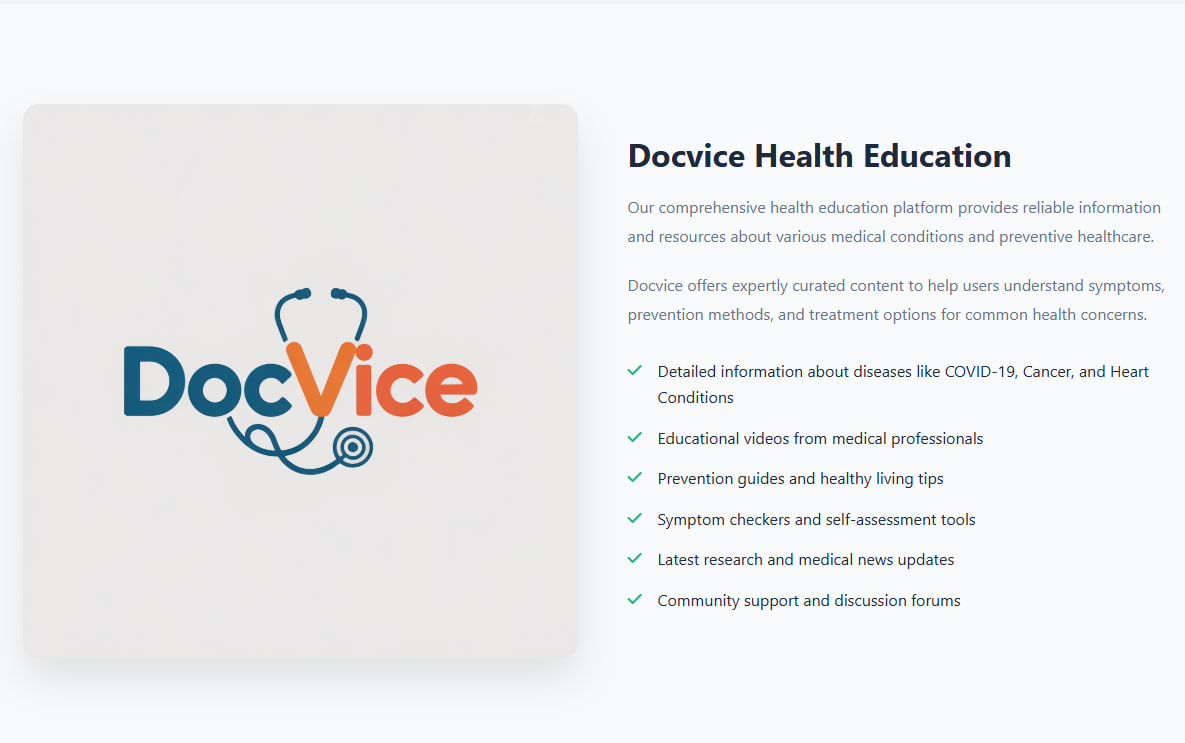 DocVice
Docvice Health Education
Our comprehensive health education platform provides reliable information
and resources about various medical conditions and preventive healthcare.
Docvice offers expertly curated content to help users understand symptoms,
prevention methods, and treatment options for common health concerns.
Detailed information about diseases like COVID-19, Cancer, and Heart
Conditions
Educational videos from medical professionals
Prevention guides and healthy living tips
Symptom checkers and self-assessment tools
Latest research and medical news updates
Community support and discussion forums